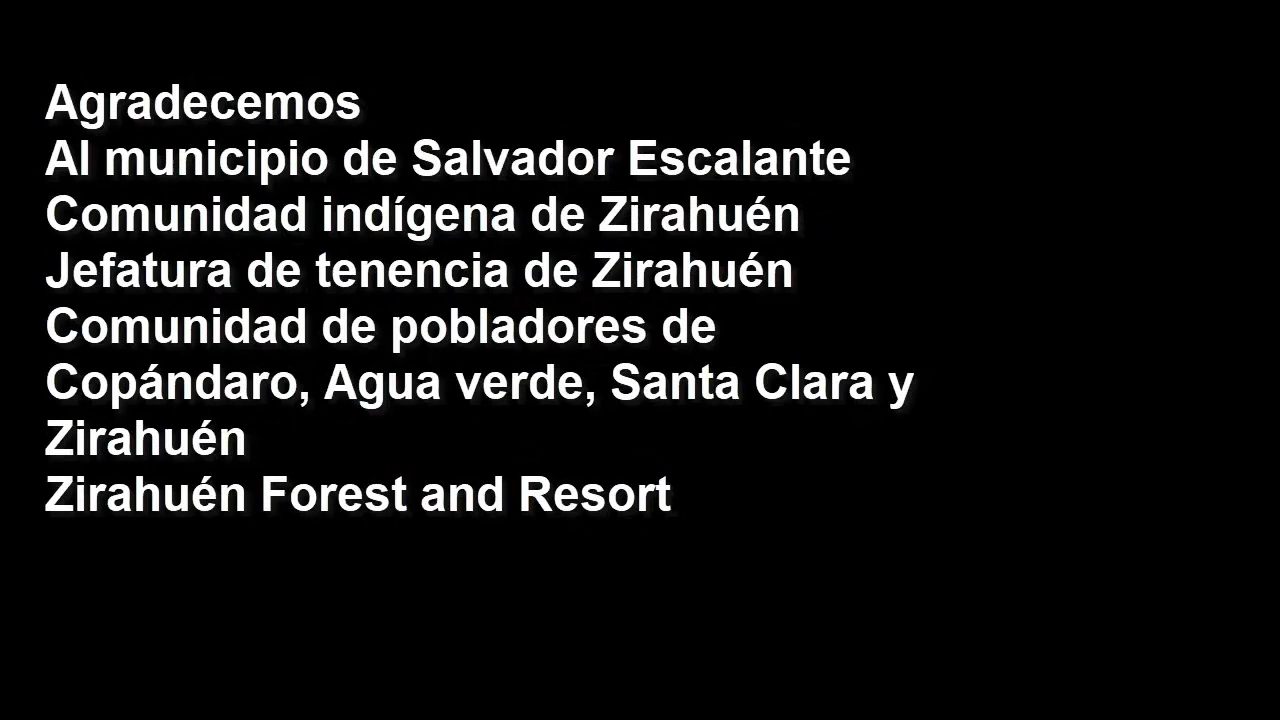 Agradecemos
Al municipio de Salvador Escalante
Comunidad indígena de Zirahuén
Jefatura de tenencia de Zirahuén
Comunidad de pobladores de
Copándaro, Agua verde, Santa Clara y
Zirahuén
Zirahuén Forest and Resort